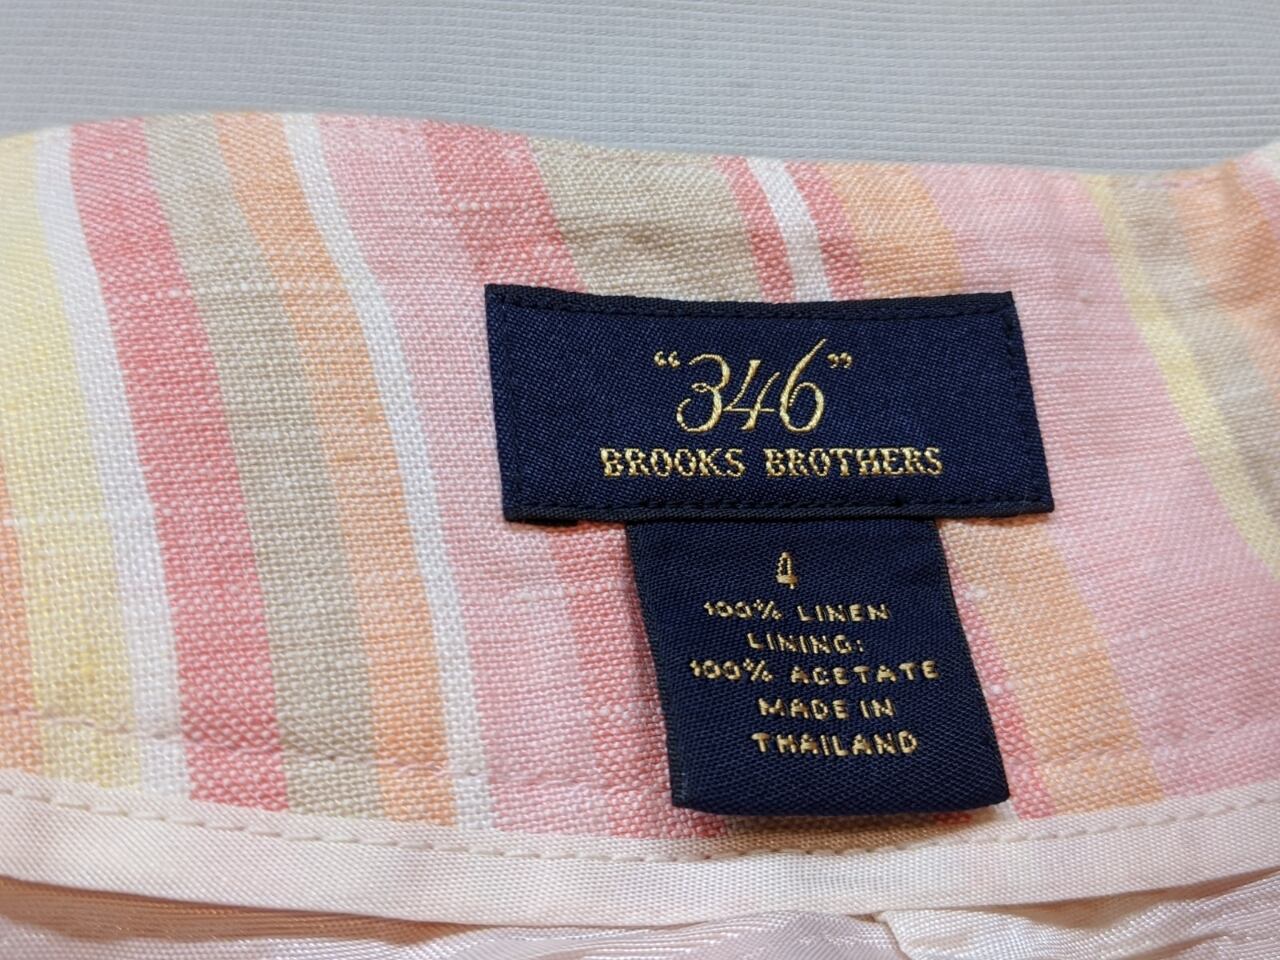 “346”
BROOKS BROTHERS
4
100% LINEN
LINING:
100% ACETATE
MADE IN
THAILAND